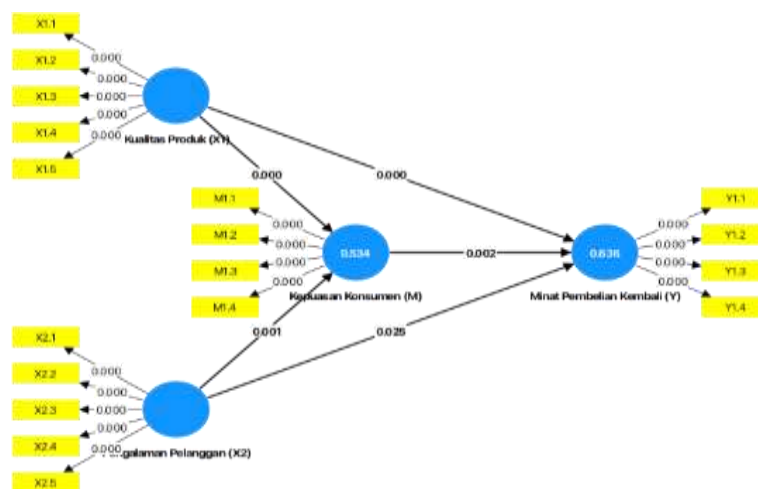 X1.1
0.000
X1.2
0.000
X1.3
0.000
0.000
X1.4
0.000
X1.5
Kualitas Produk (X1)
0.000
0.000
M1.1
0.000
M1.2
0.000
M1.3
0.000
M1.4
0.000
0.534
Kepuasan Konsumen (M)
0.002
0.636
Minat Pembelian Kembali (Y)
Y1.1
0.000
Y1.2
0.000
Y1.3
0.000
Y1.4
0.000
0.001
0.025
X2.1
0.000
X2.2
0.000
X2.3
0.000
X2.4
0.000
X2.5
0.000
Pelanggan (X2)